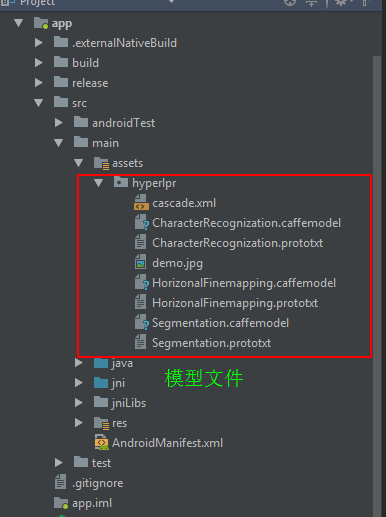 Project
app
.externalNativeBuild
build
release
src
androidTest
main
assets
hyperlpr
cascade.xml
CharacterRecognization.caffemodel
CharacterRecognization.prototxt
demo.jpg
HorizonalFinemapping.caffemodel
HorizonalFinemapping.prototxt
Segmentation.caffemodel
Segmentation.prototxt
java
模型文件
jni
jniLibs
res
AndroidManifest.xml
test
.gitignore
app.iml